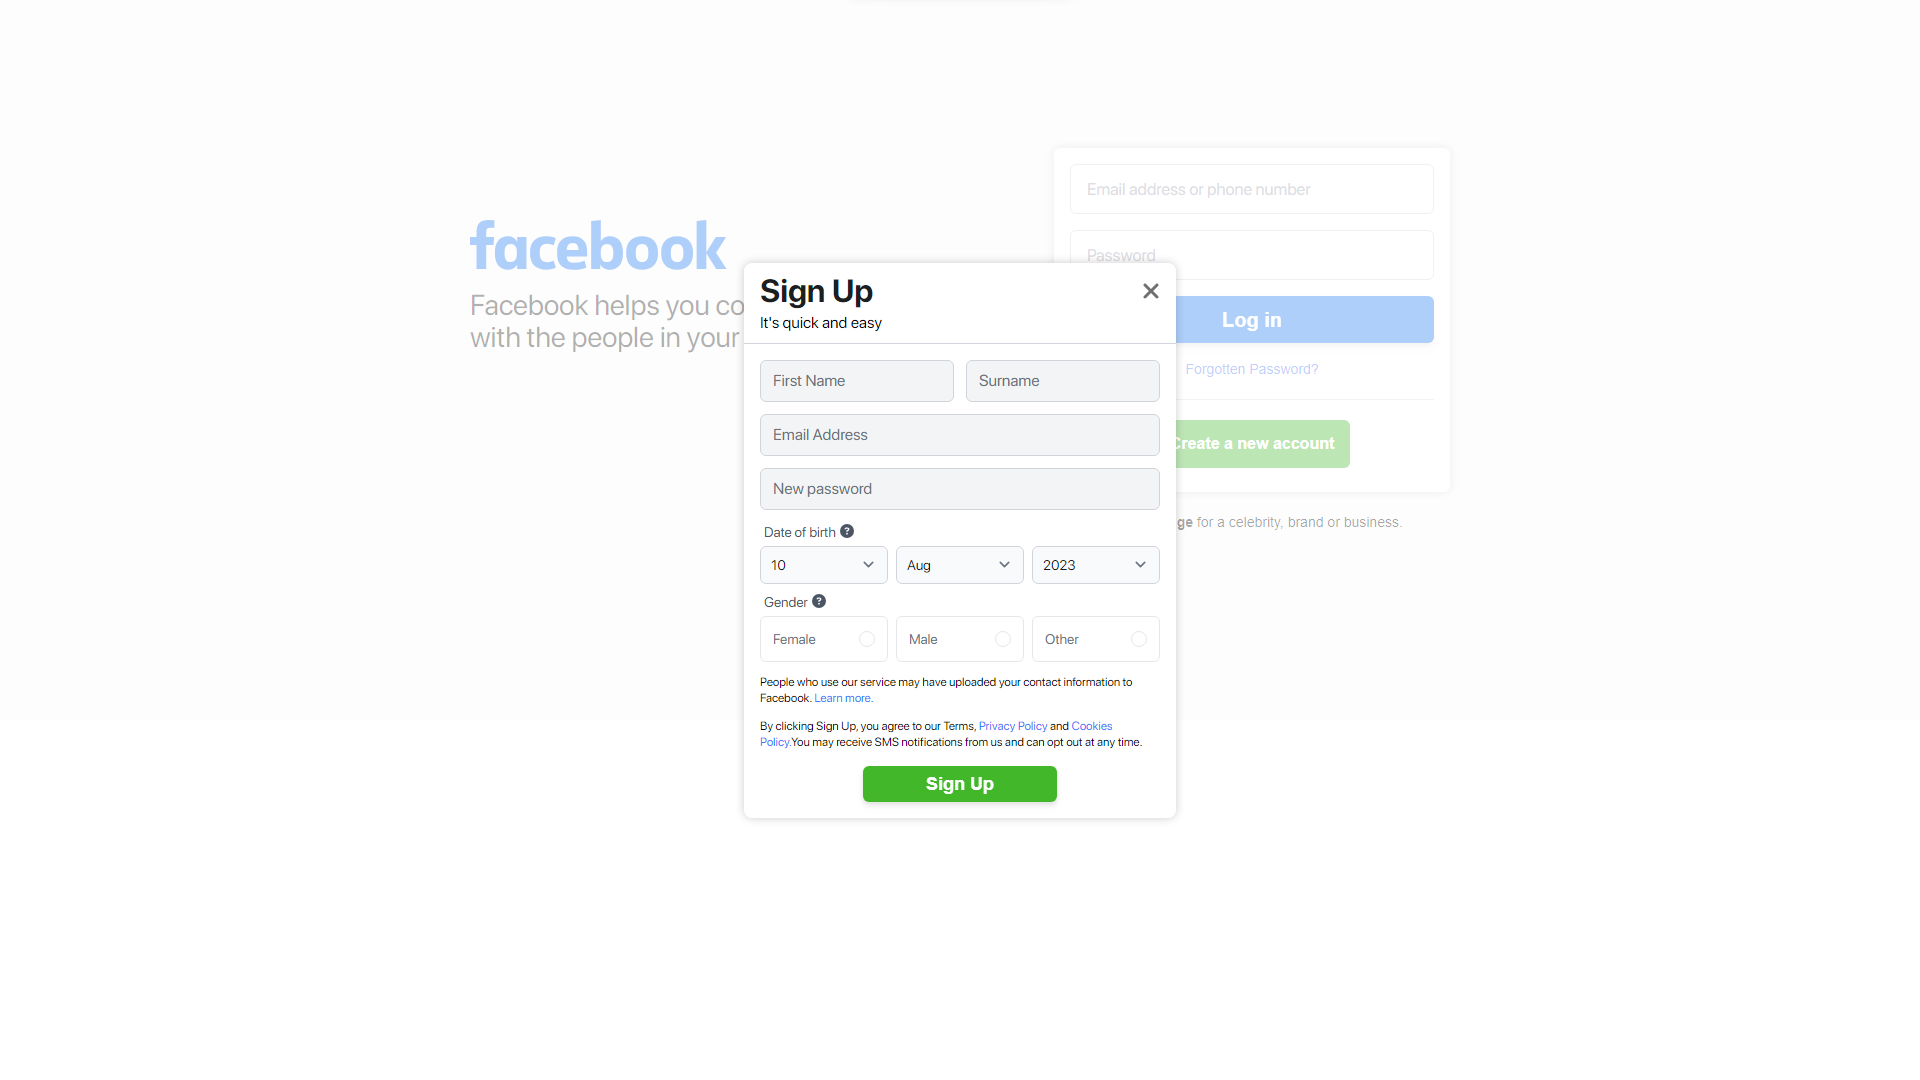 facebook
Facebook helps you co
with the people in your
Email address or phone number
Password
Log in
Forgotten Password?
Create a new account
ge for a celebrity, brand or business.
Sign Up
It's quick and easy
First Name
Surname
Email Address
New password
Date of birth ?
10
Aug
2023
Gender ?
Female
Male
Other
People who use our service may have uploaded your contact information to
Facebook. Learn more.
By clicking Sign Up, you agree to our Terms, Privacy Policy and Cookies
Policy.You may receive SMS notifications from us and can opt out at any time.
Sign Up